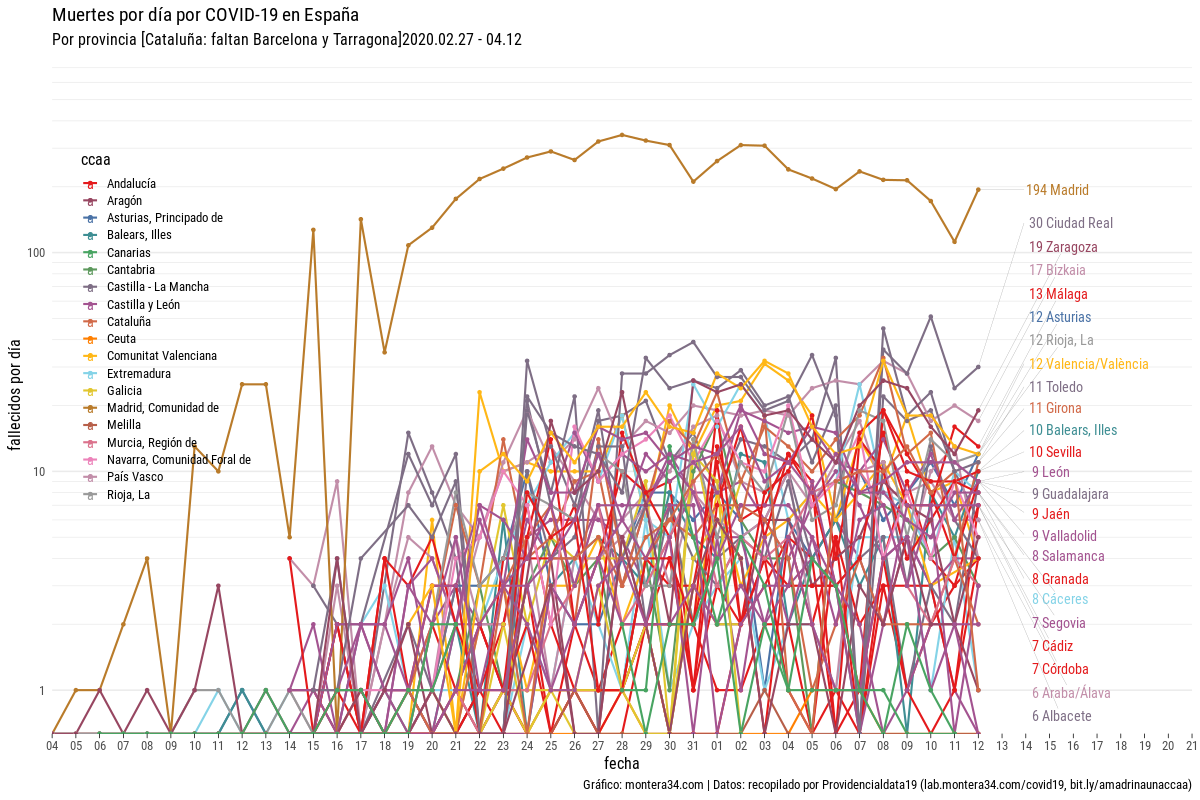 Muertes por día por COVID-19 en España
Por provincia [Cataluña: faltan Barcelona y Tarragona]2020.02.27 - 04.12
ccaa
Andalucía
Aragón
Asturias, Principado de
Balears, Illes
Canarias
Cantabria
Castilla - La Mancha
Castilla y León
Cataluña
Ceuta
Comunitat Valenciana
Extremadura
Galicia
Madrid, Comunidad de
Melilla
Murcia, Región de
Navarra, Comunidad Foral de
País Vasco
Rioja, La
fallecidos por día
100
10
1
194 Madrid
30 Ciudad Real
19 Zaragoza
17 Bizkaia
13 Málaga
12 Asturias
12 Rioja, La
12 Valencia/València
11 Toledo
11 Girona
10 Balears, Illes
10 Sevilla
9 León
9 Guadalajara
9 Jaén
9 Valladolid
8 Salamanca
8 Granada
8 Cáceres
7 Segovia
7 Cádiz
7 Córdoba
6 Araba/Álava
6 Albacete
04 05 06 07 08 09 10 11 12 13 14 15 16 17 18 19 20 21 22 23 24 25 26 27 28 29 30 31 01 02 03 04 05 06 07 08 09 10 11 12 13 14 15 16 17 18 19 20 21
fecha
Gráfico: montera34.com | Datos: recopilado por Providencialdata19 (lab.montera34.com/covid19, bit.ly/amadrinaunaccaa)